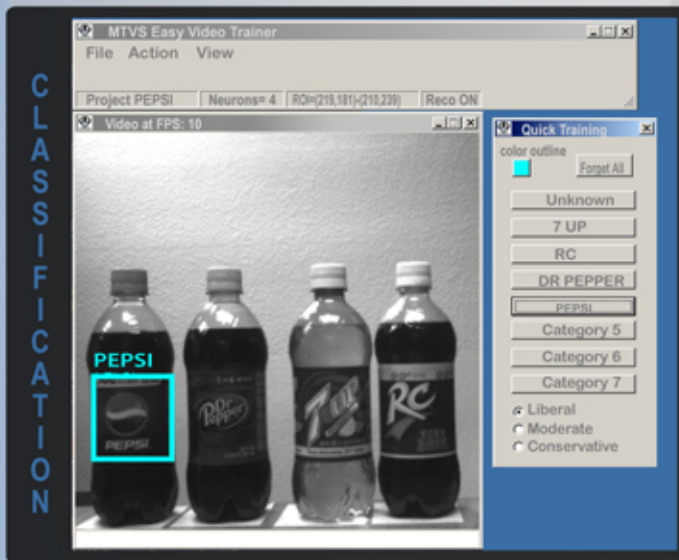 CLASSIFICATION
MTVS Easy Video Trainer
File Action View
Project PEPSI Neurons= 4 ROI=(219,181)-(210,239) Reco ON
Video at FPS: 10
PEPSI
PEPSI
Dr Pepper
7 UP
RC
Quick Training
color outline
Forget All
Unknown
7 UP
RC
DR PEPPER
PEPSI
Category 5
Category 6
Category 7
Liberal
Moderate
Conservative